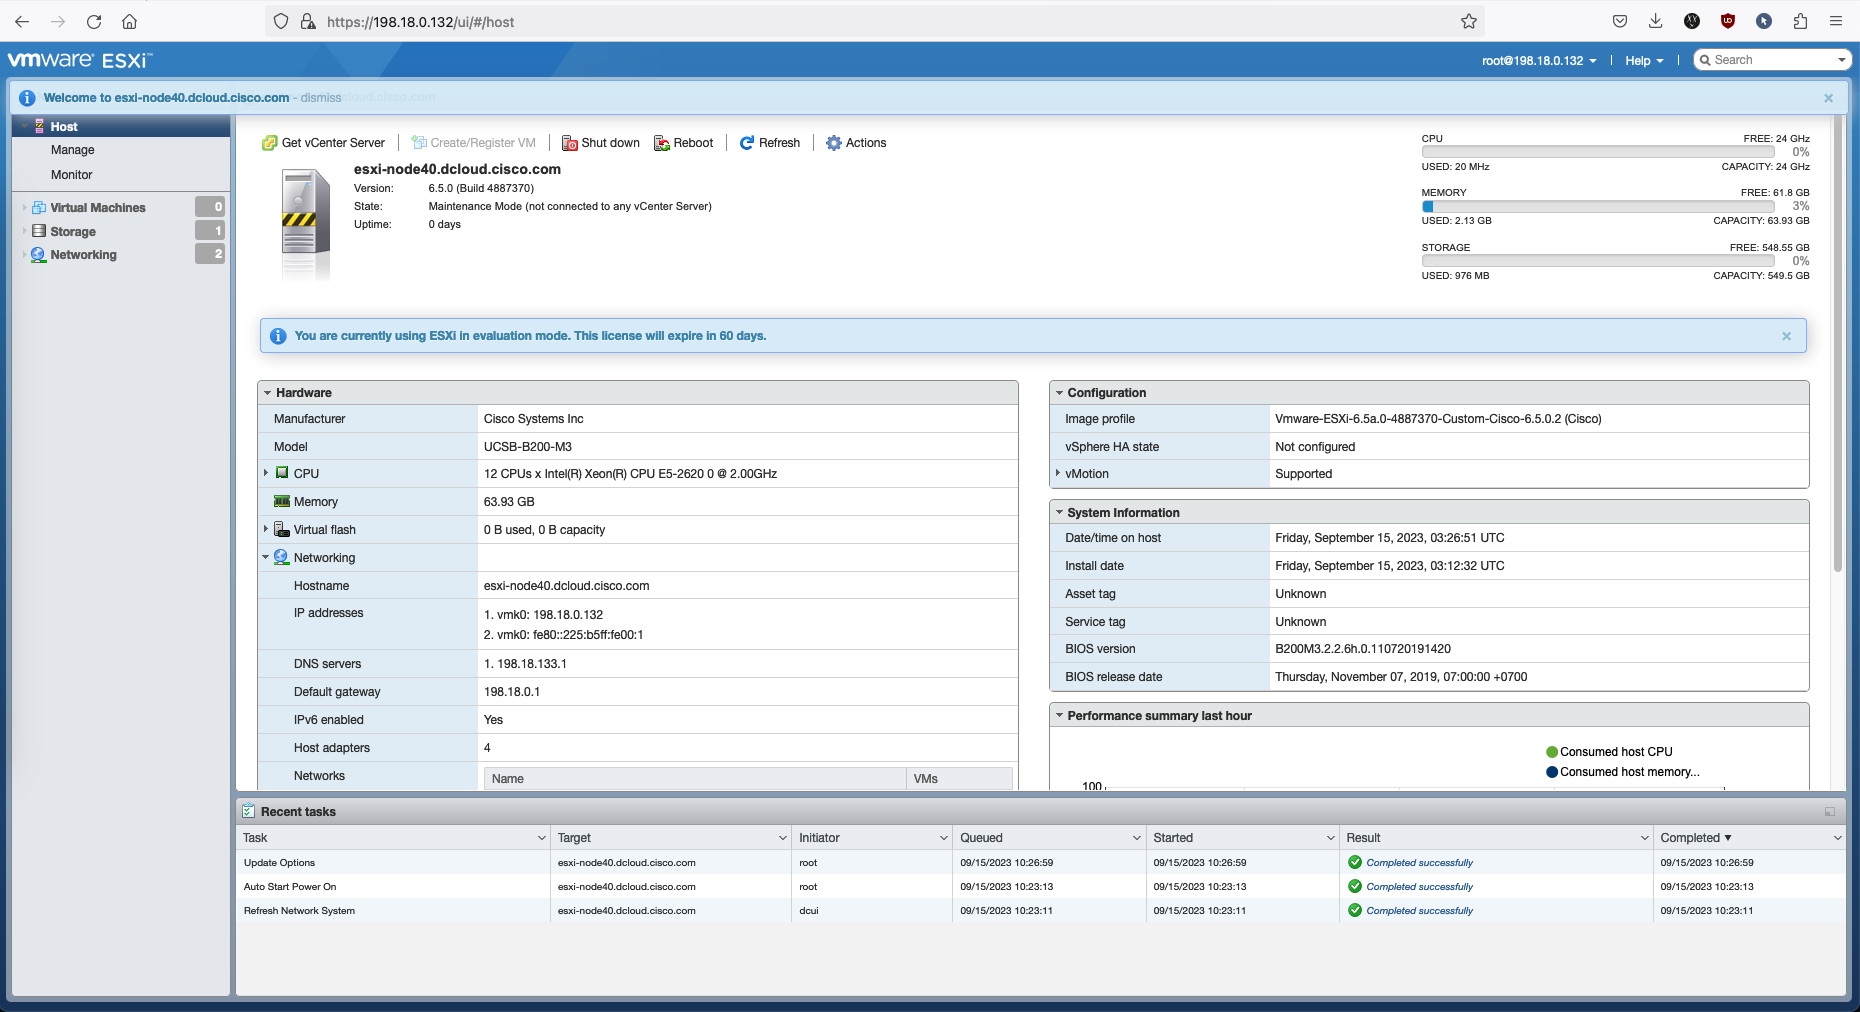 https://198.18.0.132/ui/#/host
vmware ESXi™
root@198.18.0.132
Help
Search
Welcome to esxi-node40.dcloud.cisco.com - dismiss
Host
Manage
Monitor
Virtual Machines 0
Storage 1
Networking 2
Get vCenter Server
Create/Register VM
Shut down
Reboot
Refresh
Actions
esxi-node40.dcloud.cisco.com
Version: 6.5.0 (Build 4887370)
State: Maintenance Mode (not connected to any vCenter Server)
Uptime: 0 days
CPU FREE: 24 GHz
0%
USED: 20 MHz CAPACITY: 24 GHz
MEMORY FREE: 61.8 GB
3%
USED: 2.13 GB CAPACITY: 63.93 GB
STORAGE FREE: 548.55 GB
0%
USED: 976 MB CAPACITY: 549.5 GB
You are currently using ESXi in evaluation mode. This license will expire in 60 days.
Hardware
Manufacturer Cisco Systems Inc
Model UCSB-B200-M3
CPU 12 CPUs x Intel(R) Xeon(R) CPU E5-2620 0 @ 2.00GHz
Memory 63.93 GB
Virtual flash 0 B used, 0 B capacity
Networking
Hostname esxi-node40.dcloud.cisco.com
IP addresses 1. vmk0: 198.18.0.132
2. vmk0: fe80::225:b5ff:fe00:1
DNS servers 1. 198.18.133.1
Default gateway 198.18.0.1
IPv6 enabled Yes
Host adapters 4
Networks Name VMs
Configuration
Image profile Vmware-ESXi-6.5a.0-4887370-Custom-Cisco-6.5.0.2 (Cisco)
vSphere HA state Not configured
vMotion Supported
System Information
Date/time on host Friday, September 15, 2023, 03:26:51 UTC
Install date Friday, September 15, 2023, 03:12:32 UTC
Asset tag Unknown
Service tag Unknown
BIOS version B200M3.2.2.6h.0.110720191420
BIOS release date Thursday, November 07, 2019, 07:00:00 +0700
Performance summary last hour
Consumed host CPU
Consumed host memory...
100
Recent tasks
Task Target Initiator Queued Started Result Completed ▼
Update Options esxi-node40.dcloud.cisco.com root 09/15/2023 10:26:59 09/15/2023 10:26:59 Completed successfully 09/15/2023 10:26:59
Auto Start Power On esxi-node40.dcloud.cisco.com root 09/15/2023 10:23:13 09/15/2023 10:23:13 Completed successfully 09/15/2023 10:23:13
Refresh Network System esxi-node40.dcloud.cisco.com dcui 09/15/2023 10:23:11 09/15/2023 10:23:11 Completed successfully 09/15/2023 10:23:11